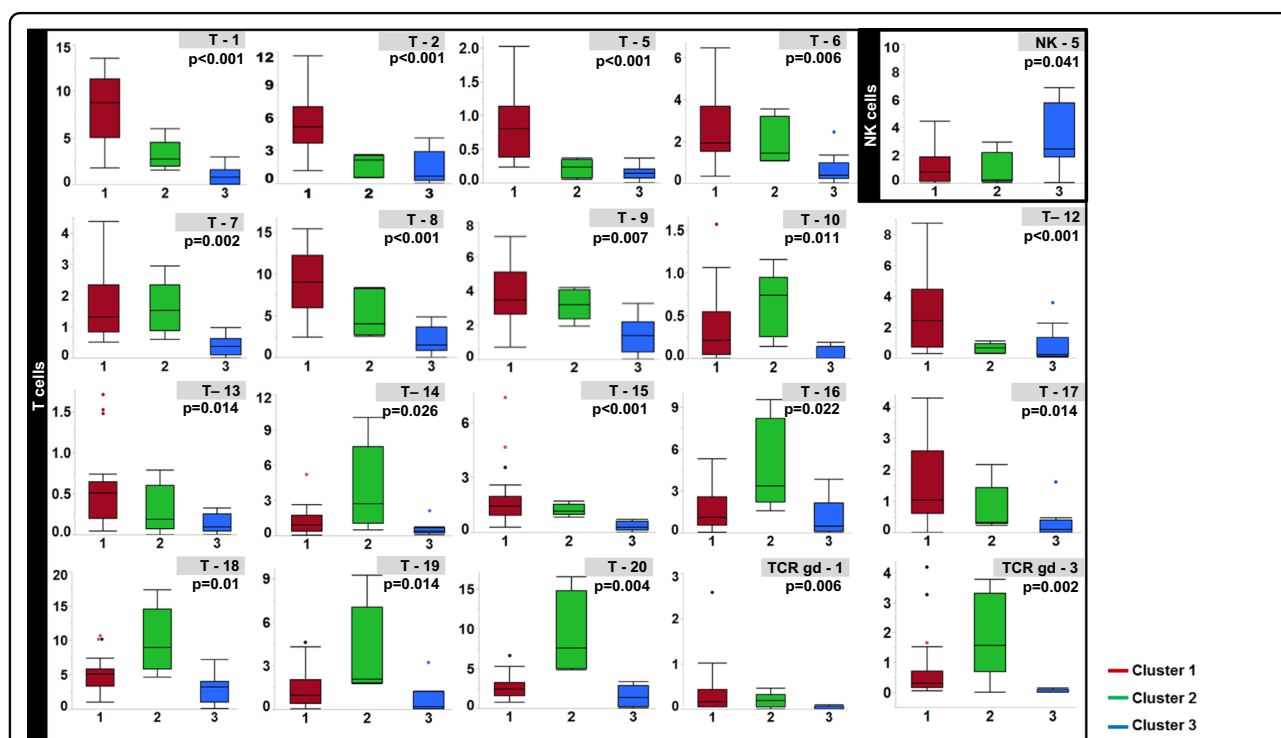 T cells
NK cells
T - 1
p<0.001
15
10
5
0
1 2 3
T - 2
p<0.001
12
9
6
3
0
1 2 3
T - 5
p<0.001
2.0
1.5
1.0
0.5
0.0
1 2 3
T - 6
p=0.006
6
4
2
0
1 2 3
NK - 5
p=0.041
10
8
6
4
2
0
1 2 3
T - 7
p=0.002
4
3
2
1
0
1 2 3
T - 8
p<0.001
15
10
5
0
1 2 3
T - 9
p=0.007
8
6
4
2
0
1 2 3
T - 10
p=0.011
1.5
1.0
0.5
0.0
1 2 3
T– 12
p<0.001
8
6
4
2
0
1 2 3
T– 13
p=0.014
1.5
1.0
0.5
0.0
1 2 3
T– 14
p=0.026
12
9
6
3
0
1 2 3
T - 15
p<0.001
6
3
0
1 2 3
T - 16
p=0.022
9
6
3
0
1 2 3
T - 17
p=0.014
4
3
2
1
0
1 2 3
T - 18
p=0.01
20
15
10
5
0
1 2 3
T - 19
p=0.014
9
6
3
0
1 2 3
T - 20
p=0.004
15
10
5
0
1 2 3
TCR gd - 1
p=0.006
3
2
1
0
1 2 3
TCR gd - 3
p=0.002
4
3
2
1
0
1 2 3
Cluster 1
Cluster 2
Cluster 3